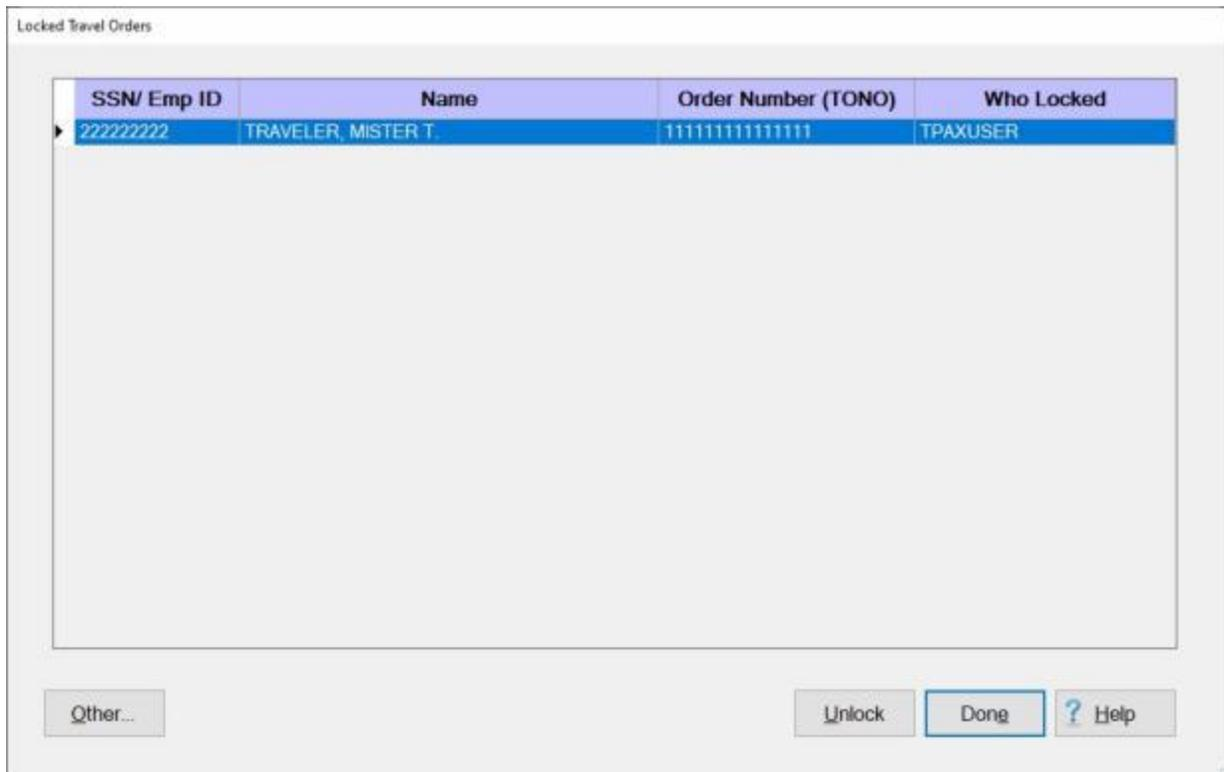 Locked Travel Orders
SSN/ Emp ID Name Order Number (TONO) Who Locked
222222222 TRAVELER, MISTER T. 111111111111111 TPAXUSER
Other... Unlock Done ? Help